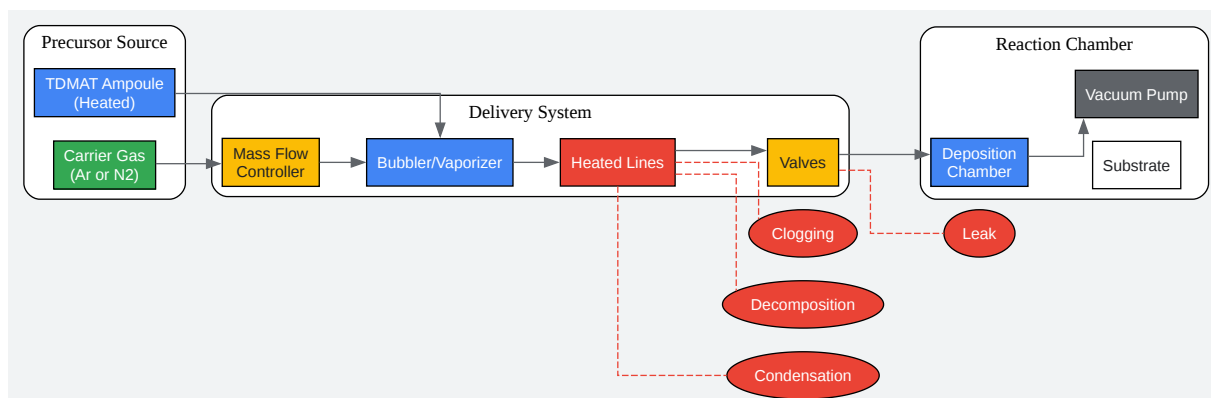 Precursor Source
TDMAT Ampoule
(Heated)
Carrier Gas
(Ar or N2)
Delivery System
Mass Flow
Controller
Bubbler/Vaporizer
Heated Lines
Valves
Reaction Chamber
Vacuum Pump
Deposition
Chamber
Substrate
Clogging
Leak
Decomposition
Condensation